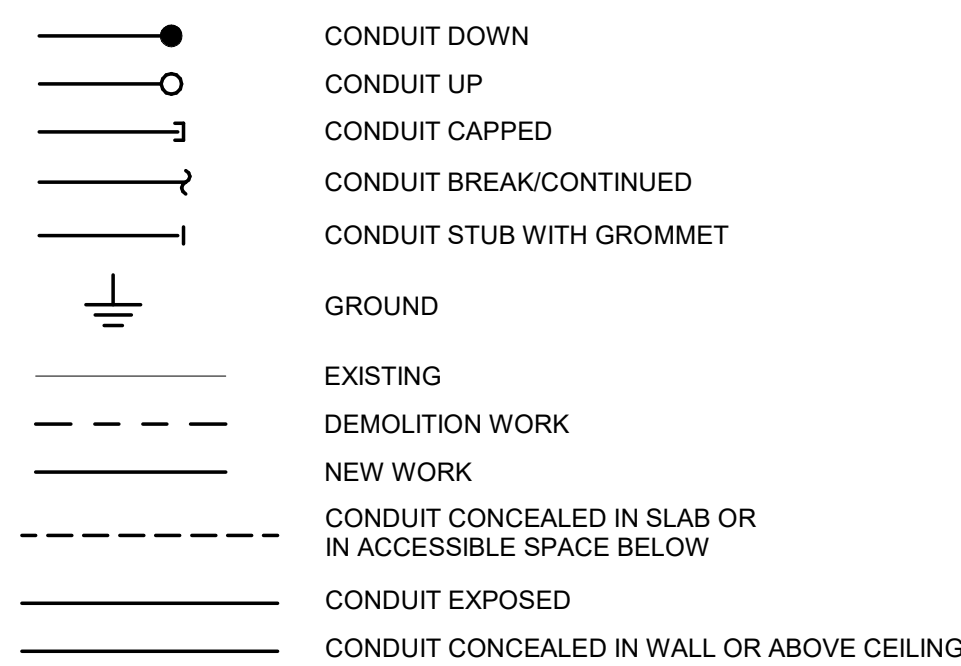 CONDUIT DOWN
CONDUIT UP
CONDUIT CAPPED
CONDUIT BREAK/CONTINUED
CONDUIT STUB WITH GROMMET
GROUND
EXISTING
DEMOLITION WORK
NEW WORK
CONDUIT CONCEALED IN SLAB OR
IN ACCESSIBLE SPACE BELOW
CONDUIT EXPOSED
CONDUIT CONCEALED IN WALL OR ABOVE CEILING